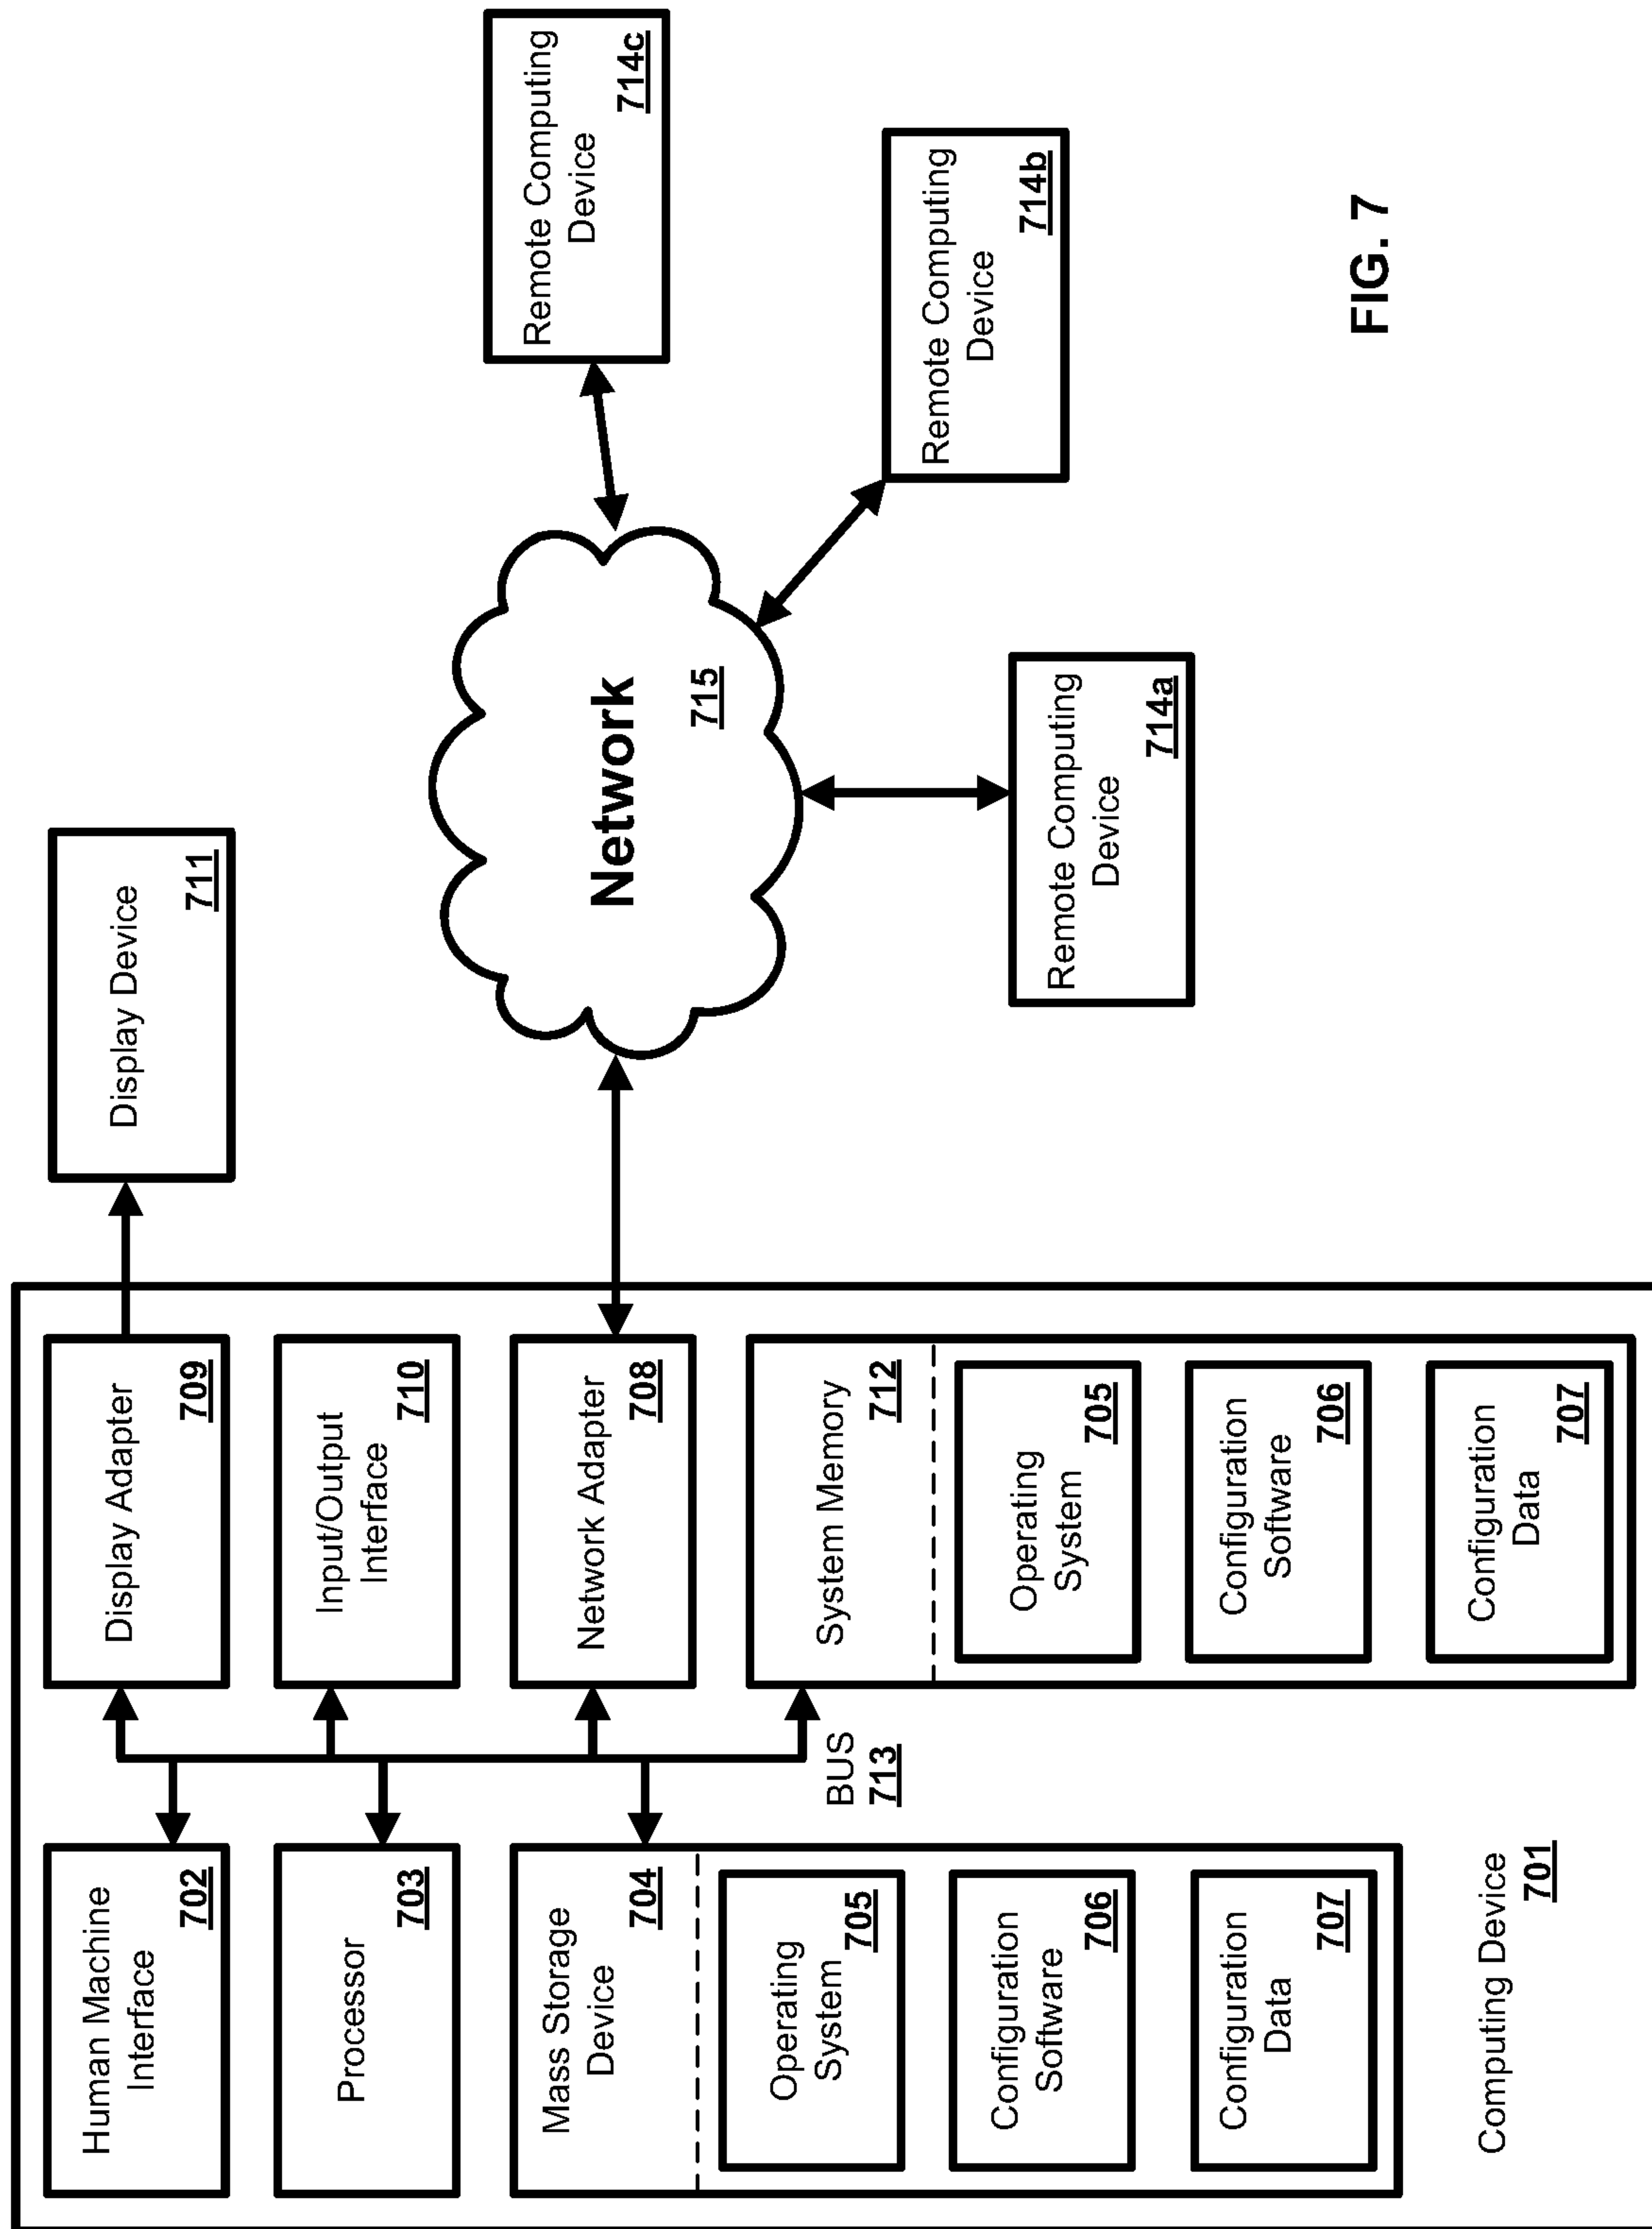 Human Machine
Interface
702
Processor
703
Mass Storage
Device
704
Operating
System
705
Configuration
Software
706
Configuration
Data
707
Computing Device
701
BUS
713
Display Adapter
709
Input/Output
Interface
710
Network Adapter
708
System Memory
712
Operating
System
705
Configuration
Software
706
Configuration
Data
707
Display Device
711
Network
715
Remote Computing
Device
714a
Remote Computing
Device
714b
Remote Computing
Device
714c
FIG. 7